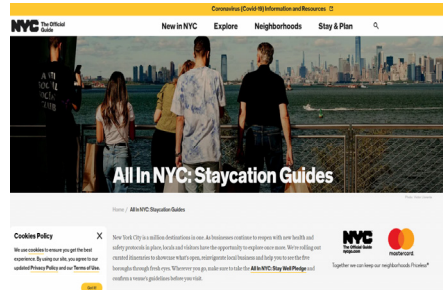 Coronavirus (Covid-19) Information and Resources
NYC The Official Guide
New in NYC Explore Neighborhoods Stay & Plan
ANTI
SOCIAL
SOCIAL
All In NYC: Staycation Guides
Home / All In NYC: Staycation Guides
Cookies Policy X
We use cookies to ensure you get the best
experience. By using our site, you agree to our
updated Privacy Policy and our Terms of Use.
Got it
New York City is a million destinations in one. As businesses continue to reopen with new health and
safety protocols in place, locals and visitors have the opportunity to explore once more. We're rolling out
curated itineraries to showcase what's open, reinvigorate local business and help you to see the five
boroughs through fresh eyes. Wherever you go, make sure to take the All In NYC: Stay Well Pledge and
confirm a venue's guidelines before you visit.
NYC The Official Guide
mastercard.
Together we can keep our neighborhoods Priceless®